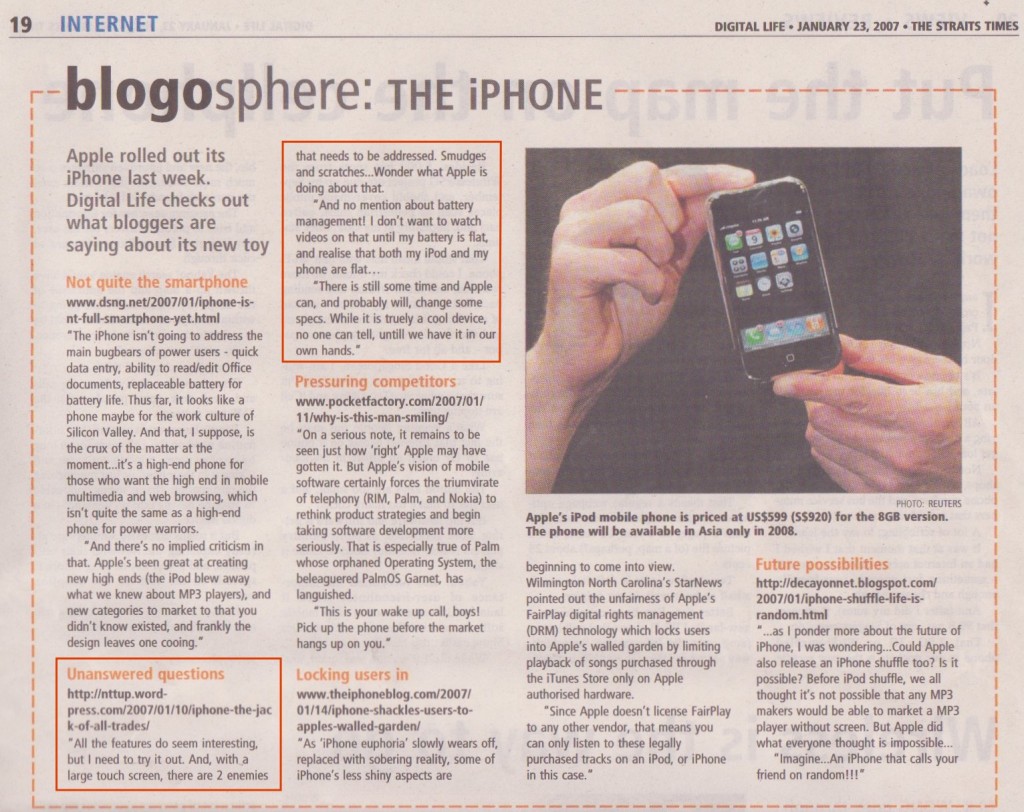 19 INTERNET
DIGITAL LIFE • JANUARY 23, 2007 • THE STRAITS TIMES
blogosphere: THE iPHONE
Apple rolled out its
iPhone last week.
Digital Life checks out
what bloggers are
saying about its new toy
Not quite the smartphone
www.dsng.net/2007/01/iphone-is-
nt-full-smartphone-yet.html
"The iPhone isn't going to address the
main bugbears of power users - quick
data entry, ability to read/edit Office
documents, replaceable battery for
battery life. Thus far, it looks like a
phone maybe for the work culture of
Silicon Valley. And that, I suppose, is
the crux of the matter at the
moment...it's a high-end phone for
those who want the high end in mobile
multimedia and web browsing, which
isn't quite the same as a high-end
phone for power warriors.
"And there's no implied criticism in
that. Apple's been great at creating
new high ends (the iPod blew away
what we knew about MP3 players), and
new categories to market to that you
didn't know existed, and frankly the
design leaves one cooing."
Unanswered questions
http://nttup.word-
press.com/2007/01/10/iphone-the-jac
k-of-all-trades/
"All the features do seem interesting,
but I need to try it out. And, with a
large touch screen, there are 2 enemies
that needs to be addressed. Smudges
and scratches...Wonder what Apple is
doing about that.
"And no mention about battery
management! I don't want to watch
videos on that until my battery is flat,
and realise that both my iPod and my
phone are flat...
"There is still some time and Apple
can, and probably will, change some
specs. While it is truely a cool device,
no one can tell, untill we have it in our
own hands."
Pressuring competitors
www.pocketfactory.com/2007/01/
11/why-is-this-man-smiling/
"On a serious note, it remains to be
seen just how 'right' Apple may have
gotten it. But Apple's vision of mobile
software certainly forces the triumvirate
of telephony (RIM, Palm, and Nokia) to
rethink product strategies and begin
taking software development more
seriously. That is especially true of Palm
whose orphaned Operating System, the
beleaguered PalmOS Garnet, has
languished.
"This is your wake up call, boys!
Pick up the phone before the market
hangs up on you."
Locking users in
www.theiphoneblog.com/2007/
01/14/iphone-shackles-users-to-
apples-walled-garden/
"As 'iPhone euphoria' slowly wears off,
replaced with sobering reality, some of
iPhone's less shiny aspects are
PHOTO: REUTERS
Apple's iPod mobile phone is priced at US$599 (S$920) for the 8GB version.
The phone will be available in Asia only in 2008.
beginning to come into view.
Wilmington North Carolina's StarNews
pointed out the unfairness of Apple's
FairPlay digital rights management
(DRM) technology which locks users
into Apple's walled garden by limiting
playback of songs purchased through
the iTunes Store only on Apple
authorised hardware.
"Since Apple doesn't license FairPlay
to any other vendor, that means you
can only listen to these legally
purchased tracks on an iPod, or iPhone
in this case."
Future possibilities
http://decayonnet.blogspot.com/
2007/01/iphone-shuffle-life-is-
random.html
"...as I ponder more about the future of
iPhone, I was wondering...Could Apple
also release an iPhone shuffle too? Is it
possible? Before iPod shuffle, we all
thought it's not possible that any MP3
makers would be able to market a MP3
player without screen. But Apple did
what everyone thought is impossible...
"Imagine...An iPhone that calls your
friend on random!!!"